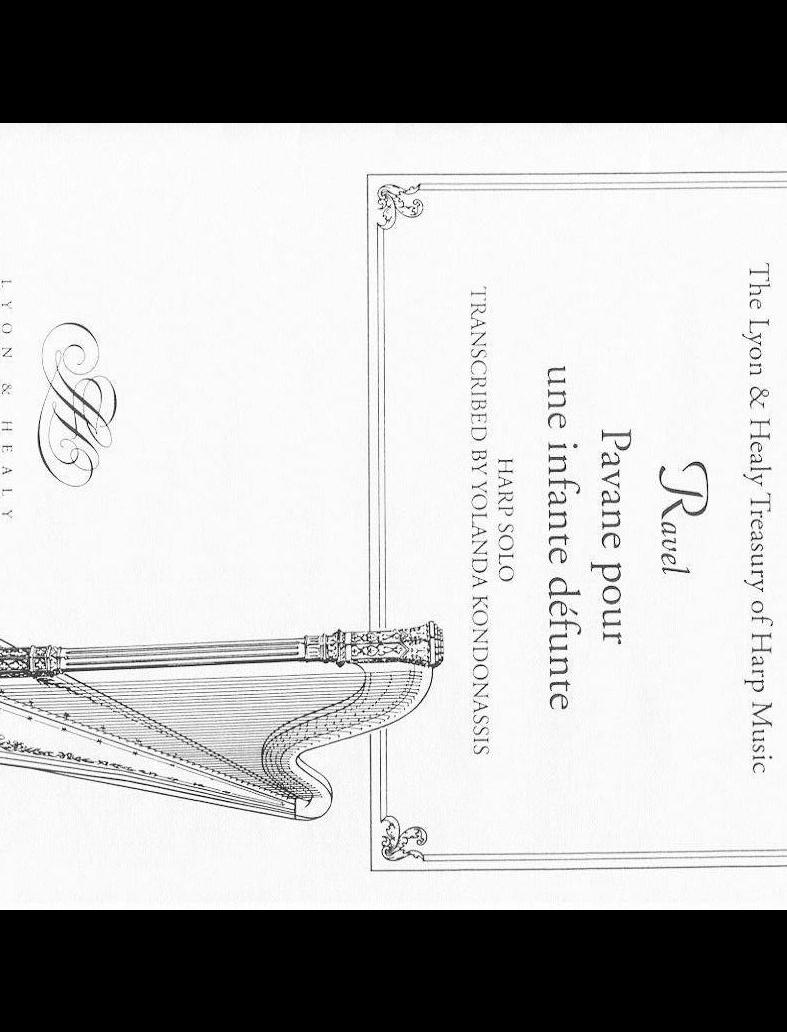 The Lyon & Healy Treasury of Harp Music
Ravel
Pavane pour
une infante défunte
HARP SOLO
TRANSCRIBED BY YOLANDA KONDONASSIS
LYON & HEALY